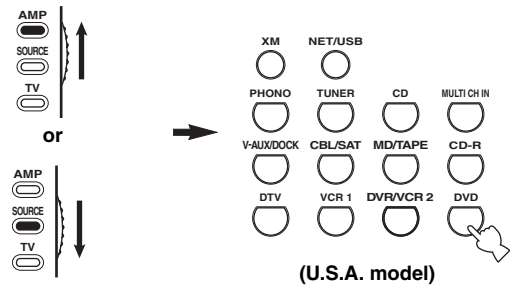 AMP
SOURCE
TV
or
AMP
SOURCE
TV
XM NET/USB
PHONO TUNER CD MULTI CH IN
V-AUX/DOCK CBL/SAT MD/TAPE CD-R
DTV VCR 1 DVR/VCR 2 DVD
(U.S.A. model)